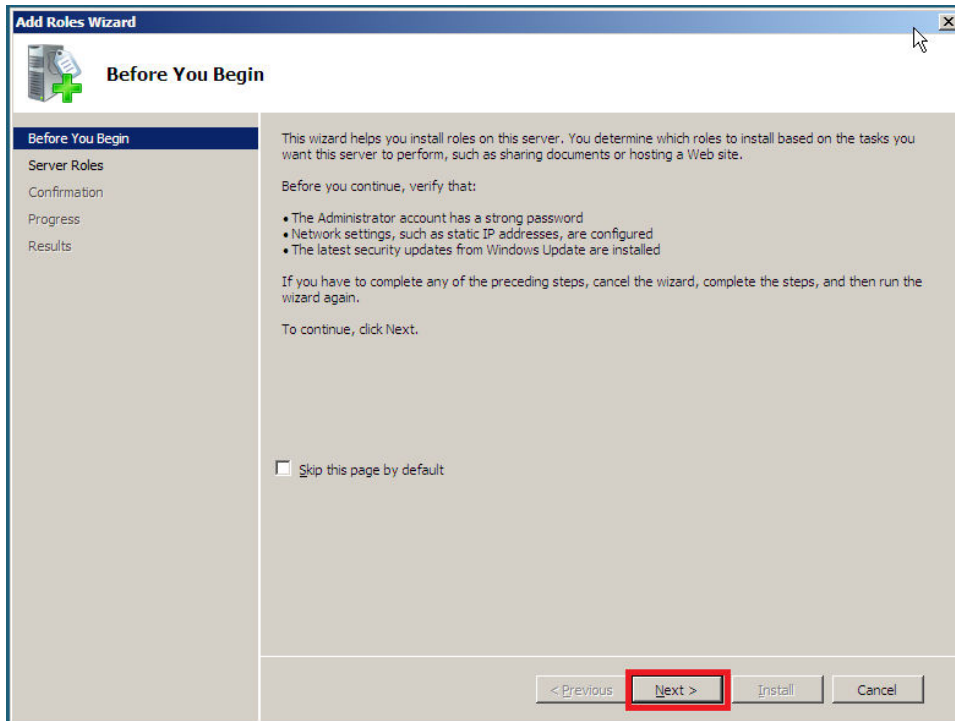 Add Roles Wizard
Before You Begin
Before You Begin
Server Roles
Confirmation
Progress
Results
This wizard helps you install roles on this server. You determine which roles to install based on the tasks you
want this server to perform, such as sharing documents or hosting a Web site.
Before you continue, verify that:
• The Administrator account has a strong password
• Network settings, such as static IP addresses, are configured
• The latest security updates from Windows Update are installed
If you have to complete any of the preceding steps, cancel the wizard, complete the steps, and then run the
wizard again.
To continue, click Next.
Skip this page by default
< Previous
Next >
Install
Cancel